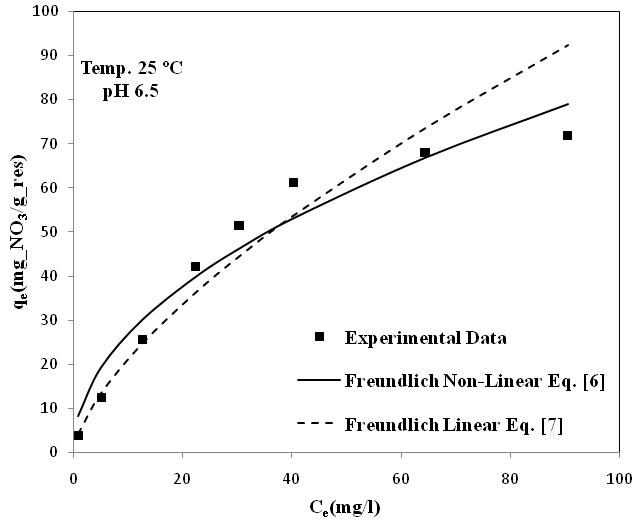 100
90
80
70
60
50
40
30
20
10
0
qe(mg_NO3/g_res)
Temp. 25 ºC
pH 6.5
Experimental Data
Freundlich Non-Linear Eq. [6]
Freundlich Linear Eq. [7]
0 20 40 60 80 100
Ce(mg/l)